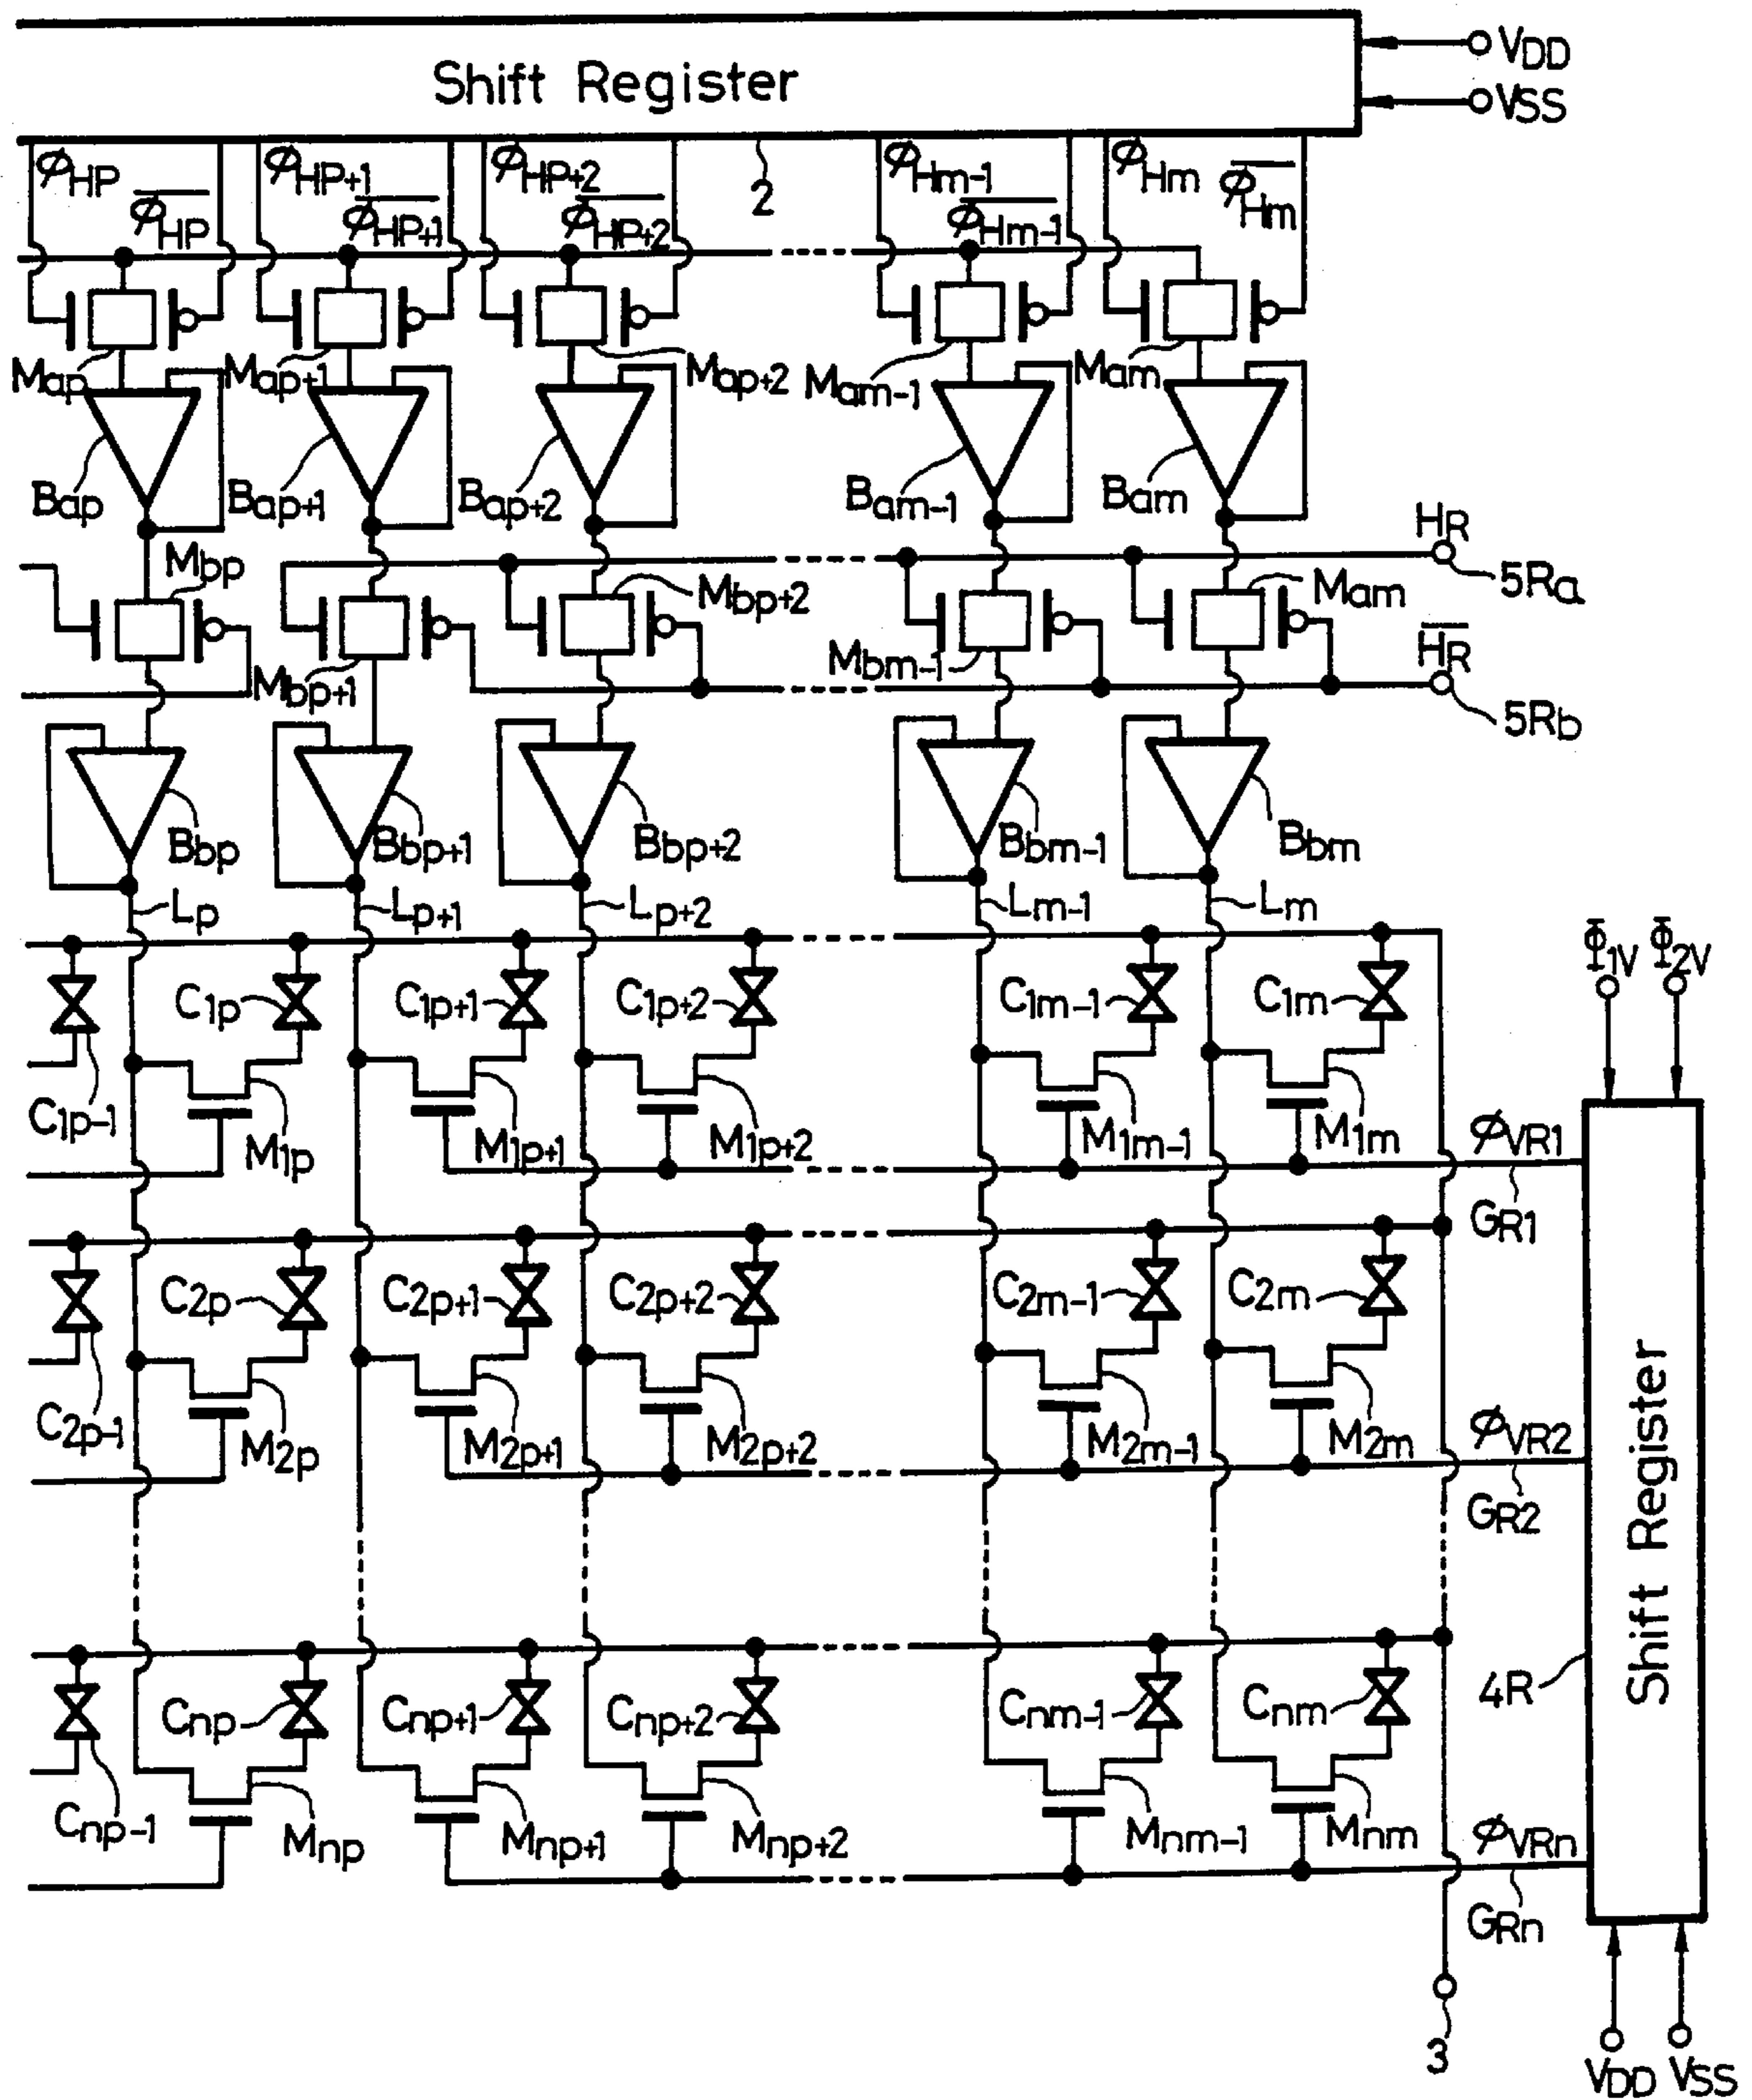 Shift Register
VDD
VSS
φHP φHP+1 φHP+2 φHm-1 φHm
2
φ̅HP φ̅HP+1 φ̅HP+2 φ̅Hm-1 φ̅Hm
Map Map+1 Map+2 Mam-1 Mam
Bap Bap+1 Bap+2 Bam-1 Bam
HR
5Ra
Mbp Mbp+2 Mam
H̅R
Mbp+1 Mbm-1
5Rb
Bbp Bbp+1 Bbp+2 Bbm-1 Bbm
Lp Lp+1 Lp+2 Lm-1 Lm
Φ1V Φ2V
C1p C1p+1 C1p+2 C1m-1 C1m
C1p-1 M1p M1p+1 M1p+2 M1m-1 M1m φVR1
GR1
C2p C2p+1 C2p+2 C2m-1 C2m
C2p-1 M2p M2p+1 M2p+2 M2m-1 M2m φVR2
GR2
Shift Register
4R
Cnp Cnp+1 Cnp+2 Cnm-1 Cnm
Cnp-1 Mnp Mnp+1 Mnp+2 Mnm-1 Mnm φVRn
GRn
3
VDD VSS